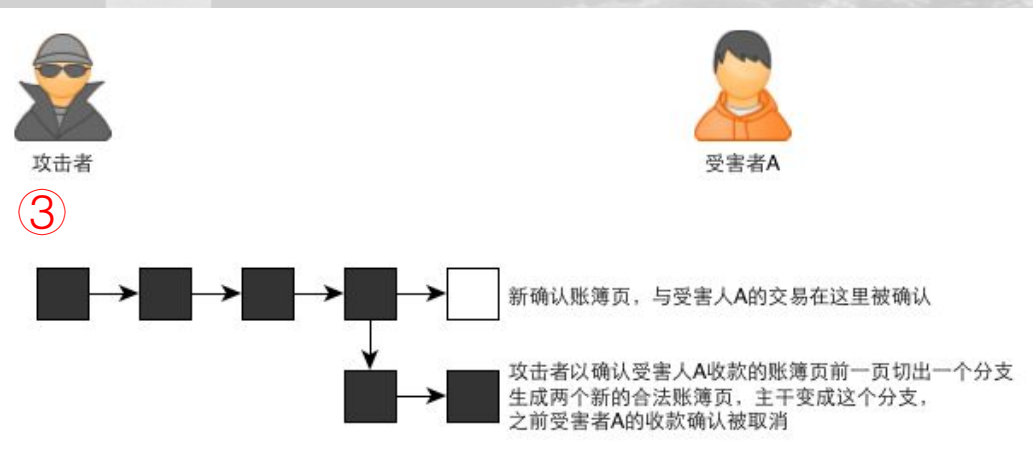 攻击者
受害者A
③
新确认账簿页，与受害人A的交易在这里被确认
攻击者以确认受害人A收款的账簿页前一页切出一个分支
生成两个新的合法账簿页，主干变成这个分支，
之前受害者A的收款确认被取消